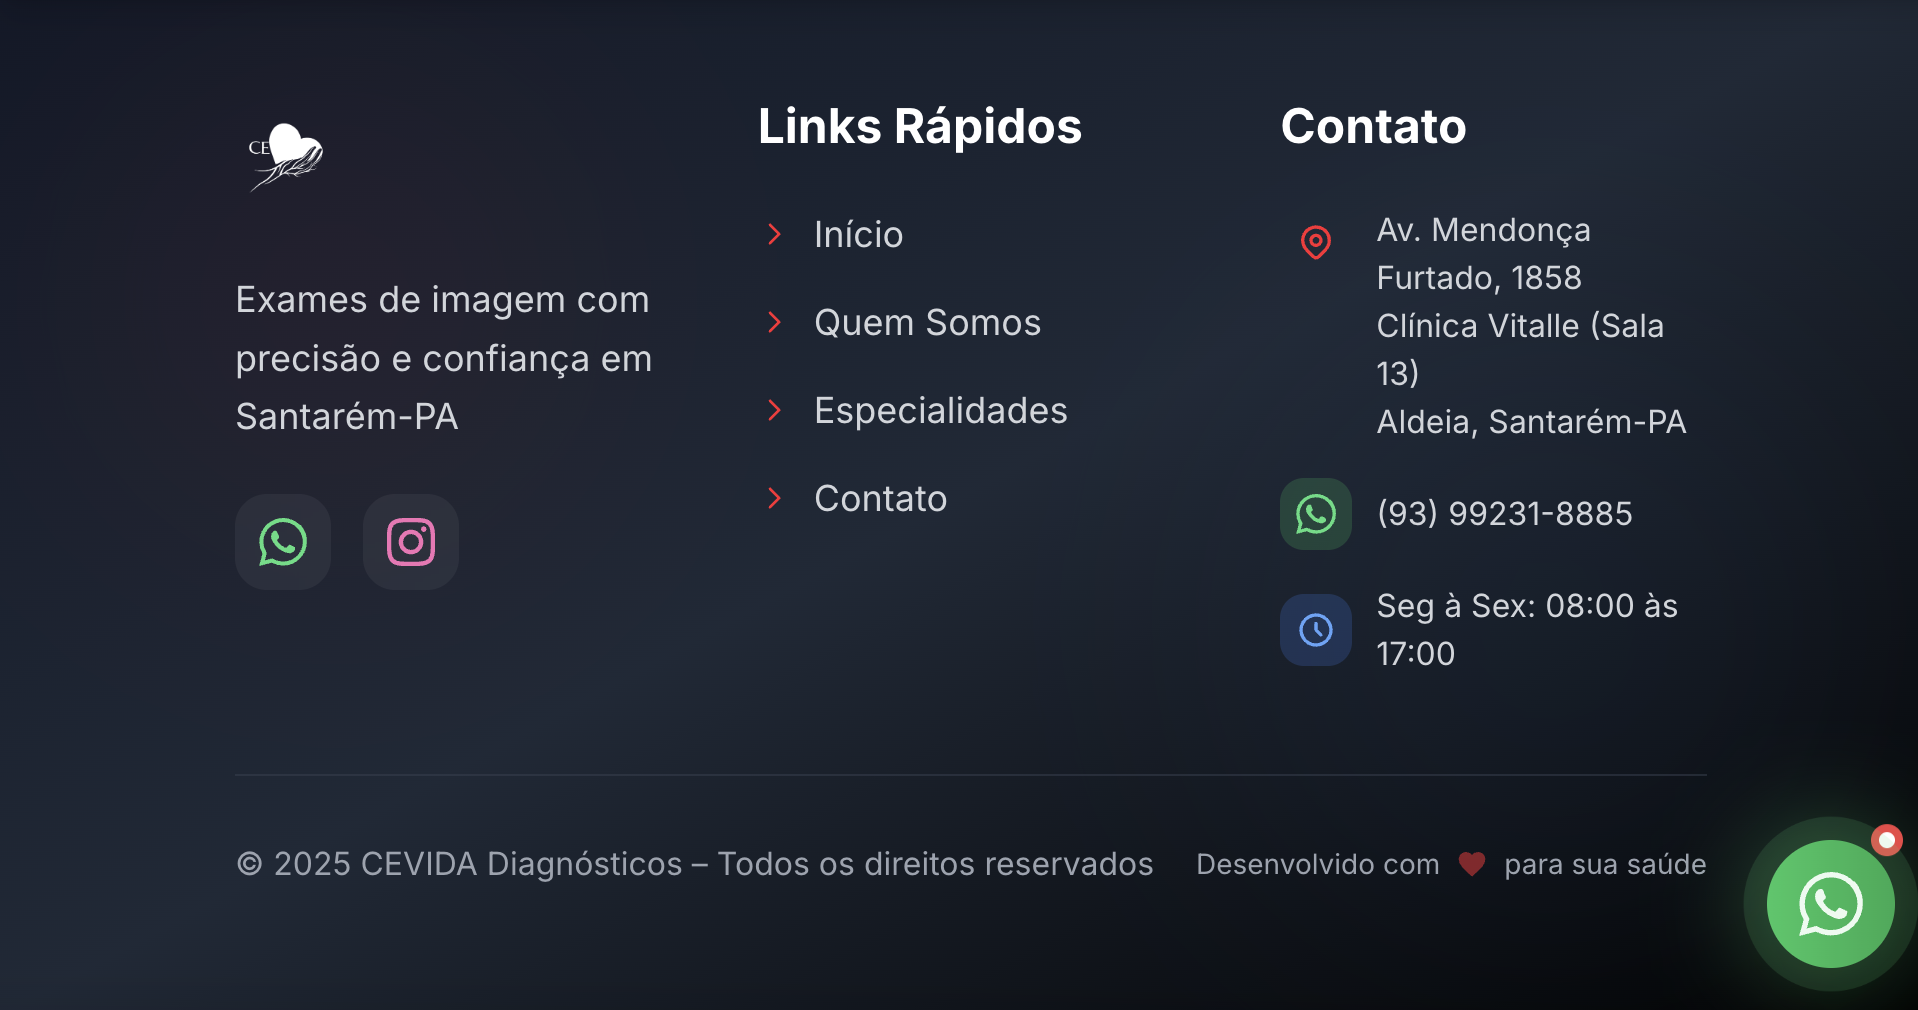 CE
Exames de imagem com
precisão e confiança em
Santarém-PA
Links Rápidos
Início
Quem Somos
Especialidades
Contato
Contato
Av. Mendonça
Furtado, 1858
Clínica Vitalle (Sala
13)
Aldeia, Santarém-PA
(93) 99231-8885
Seg à Sex: 08:00 às
17:00
© 2025 CEVIDA Diagnósticos – Todos os direitos reservados
Desenvolvido com para sua saúde